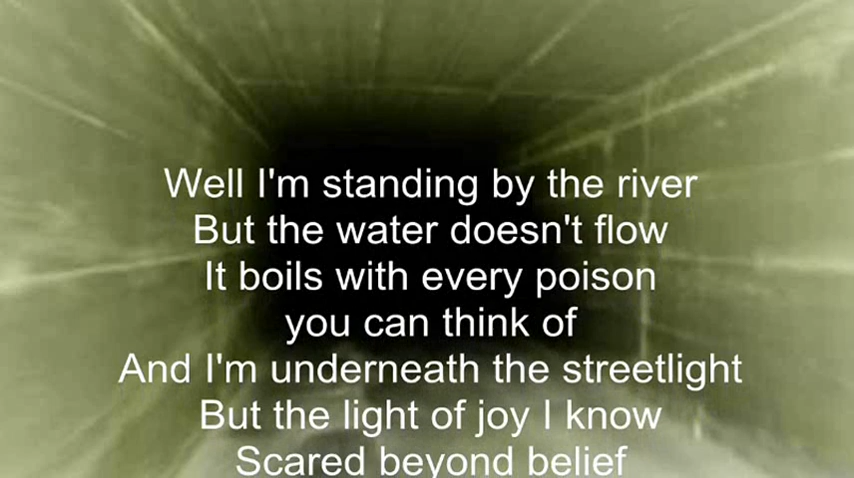 Well I'm standing by the river
But the water doesn't flow
It boils with every poison
you can think of
And I'm underneath the streetlight
But the light of joy I know
Scared beyond belief